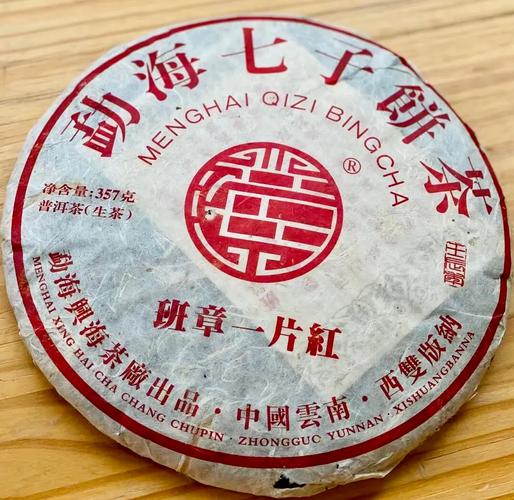 勐海七子餅茶
MENGHAI QIZI BINGCHA
®
净含量:357克
普洱茶(生茶)
班章一片紅
勐海興海茶廠出品·中國雲南·西雙版納
MENGHAI XING HAI CHA CHANG CHUPIN · ZHONGGUO YUNNAN · XISHUANGBANNA